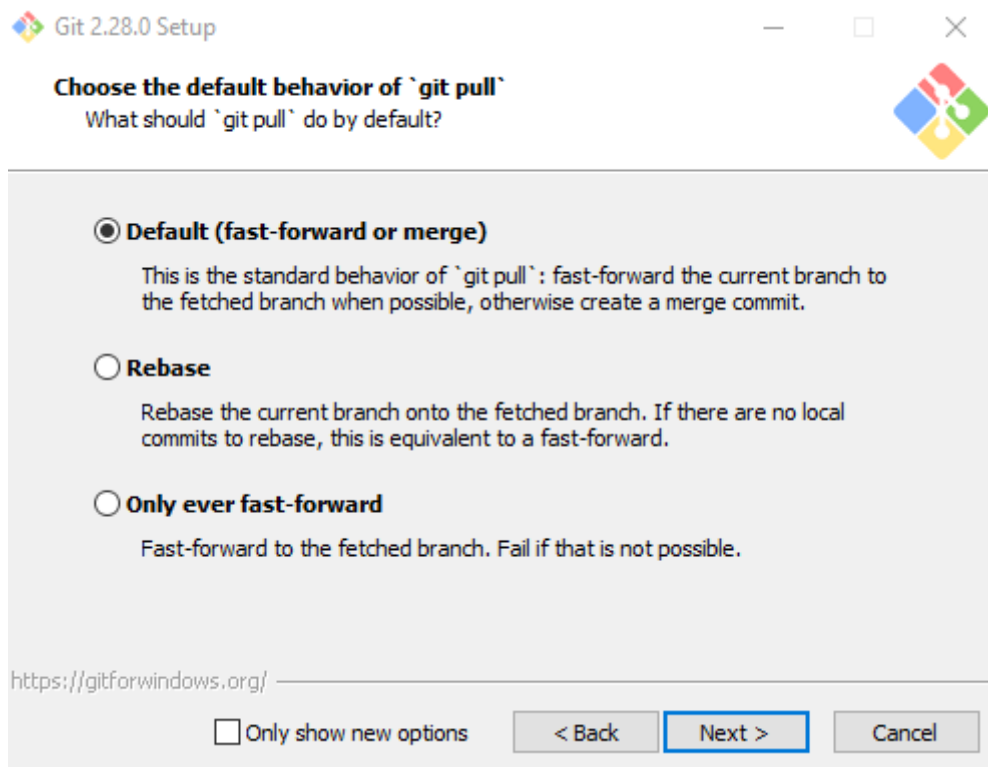 Git 2.28.0 Setup
Choose the default behavior of `git pull`
What should `git pull` do by default?
Default (fast-forward or merge)
This is the standard behavior of `git pull`: fast-forward the current branch to
the fetched branch when possible, otherwise create a merge commit.
Rebase
Rebase the current branch onto the fetched branch. If there are no local
commits to rebase, this is equivalent to a fast-forward.
Only ever fast-forward
Fast-forward to the fetched branch. Fail if that is not possible.
https://gitforwindows.org/
Only show new options
< Back
Next >
Cancel